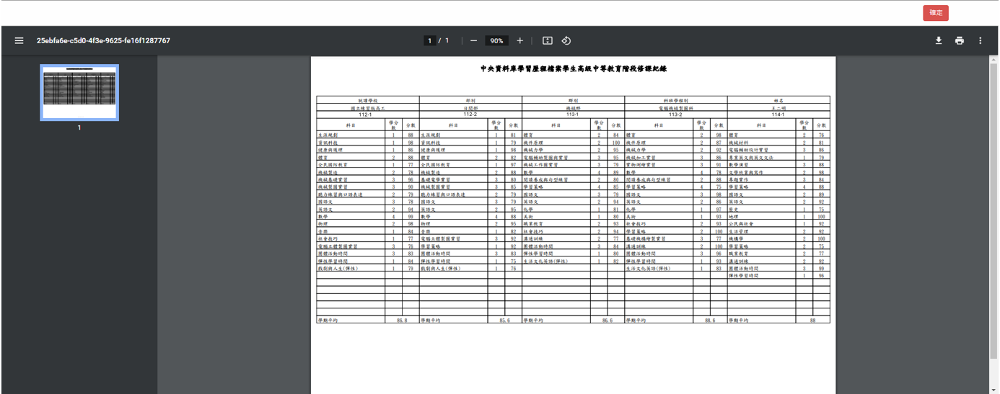 確定
25ebfa6e-c5d0-4f3e-9625-fe16f1287767 1 / 1 90%
1
中央資料庫學習歷程檔案學生高級中等教育階段修課紀錄
就讀學校 部別 群別 科班學程別 姓名
國立練習級高工 日間部 機械群 電腦機械製圖科 王二明
112-1 112-2 113-1 113-2 114-1
科目 學分數 分數 科目 學分數 分數 科目 學分數 分數 科目 學分數 分數 科目 學分數 分數
生涯規劃 1 88 生涯規劃 1 81 體育 2 84 體育 2 98 體育 2 76
資訊科技 1 98 資訊科技 1 79 機件原理 2 100 機件原理 2 87 機械材料 2 81
健康與護理 1 86 健康與護理 1 98 機械力學 2 95 機械力學 2 92 電腦輔助設計實習 3 86
體育 2 88 體育 2 82 電腦輔助製圖與實習 3 95 機械加工實習 3 86 專業英文與英文文法 1 79
全民國防教育 1 77 全民國防教育 1 97 機械工作圖實習 3 79 實物測繪實習 3 91 數學演習 3 88
機械製造 2 78 機械製造 2 88 數學 4 89 數學 4 78 文學欣賞與寫作 2 98
機械基礎實習 3 96 基礎電學實習 3 80 閱讀養成與句型練習 2 80 閱讀養成與句型練習 2 88 專題實作 3 84
機械製圖實習 3 90 機械製圖實習 3 85 學習策略 4 85 學習策略 4 75 學習策略 4 88
聽力練習與口語表達 2 79 聽力練習與口語表達 2 79 國語文 3 79 國語文 3 98 國語文 2 89
國語文 3 78 國語文 3 79 英語文 2 94 英語文 2 86 英語文 2 92
英語文 2 94 英語文 2 95 化學 1 81 化學 1 97 歷史 1 75
數學 4 99 數學 4 88 美術 1 80 美術 1 93 地理 1 100
物理 2 98 物理 2 95 職業教育 2 93 社會技巧 2 93 公民與社會 1 92
音樂 1 84 音樂 1 82 社會技巧 2 94 學習策略 2 100 生活管理 2 92
社會技巧 1 77 電腦立體製圖實習 3 92 溝通訓練 2 77 基礎機構繪製實習 3 77 機構學 2 100
電腦立體製圖實習 3 76 學習策略 1 92 團體活動時間 3 84 溝通訓練 2 100 學習策略 2 75
團體活動時間 3 83 團體活動時間 3 83 彈性學習時間 1 80 團體活動時間 3 96 職業教育 2 77
彈性學習時間 1 84 彈性學習時間 1 75 生活文化英語(彈性) 1 82 彈性學習時間 1 93 溝通訓練 2 92
戲劇與人生(彈性) 1 79 戲劇與人生(彈性) 1 76 生活文化英語(彈性) 1 83 團體活動時間 3 99
彈性學習時間 1 96
學期平均 86.8 學期平均 85.6 學期平均 86.6 學期平均 88.6 學期平均 88